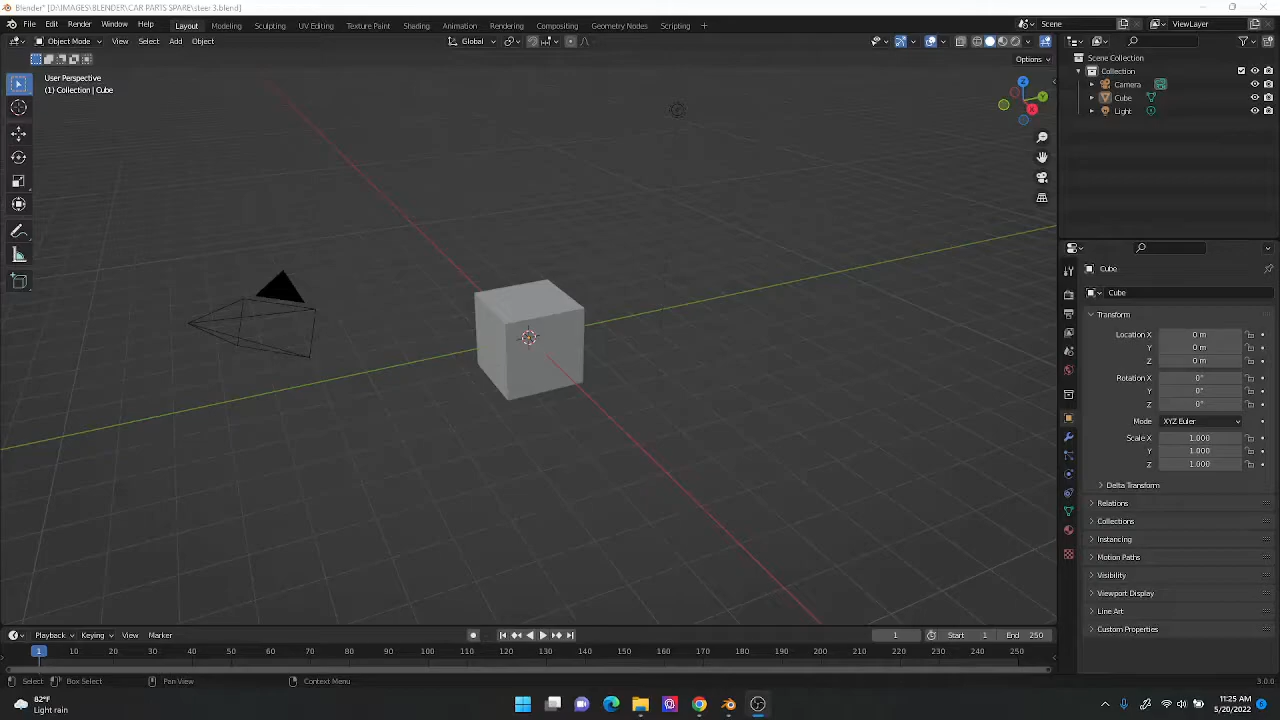 Blender* [D:\IMAGES\BLENDER\CAR PARTS SPARE\steer 3.blend]
File Edit Render Window Help Layout Modeling Sculpting UV Editing Texture Paint Shading Animation Rendering Compositing Geometry Nodes Scripting + Scene ViewLayer
Object Mode View Select Add Object Global
Options
User Perspective
(1) Collection | Cube
Z
Y
X
Scene Collection
Collection
Camera
Cube
Light
Cube
Cube
Transform
Location X 0 m
Y 0 m
Z 0 m
Rotation X 0°
Y 0°
Z 0°
Mode XYZ Euler
Scale X 1.000
Y 1.000
Z 1.000
Delta Transform
Relations
Collections
Instancing
Motion Paths
Visibility
Viewport Display
Line Art
Custom Properties
Playback Keying View Marker 1 Start 1 End 250
1 10 20 30 40 50 60 70 80 90 100 110 120 130 140 150 160 170 180 190 200 210 220 230 240 250
Select Box Select Pan View Context Menu 3.0.0
82°F
Light rain
11:25 AM
5/20/2022